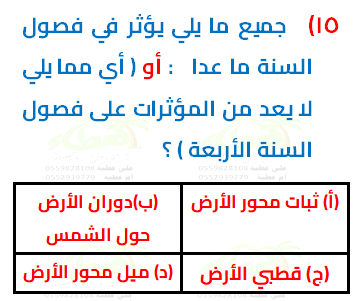 ١٥) جميع ما يلي يؤثر في فصول
السنة ما عدا : أو ( أي مما يلي
لا يعد من المؤثرات على فصول
السنة الأربعة ) ؟
(أ) ثبات محور الأرض
(ب)دوران الأرض
حول الشمس
(ج) قطبي الأرض
(د) ميل محور الأرض